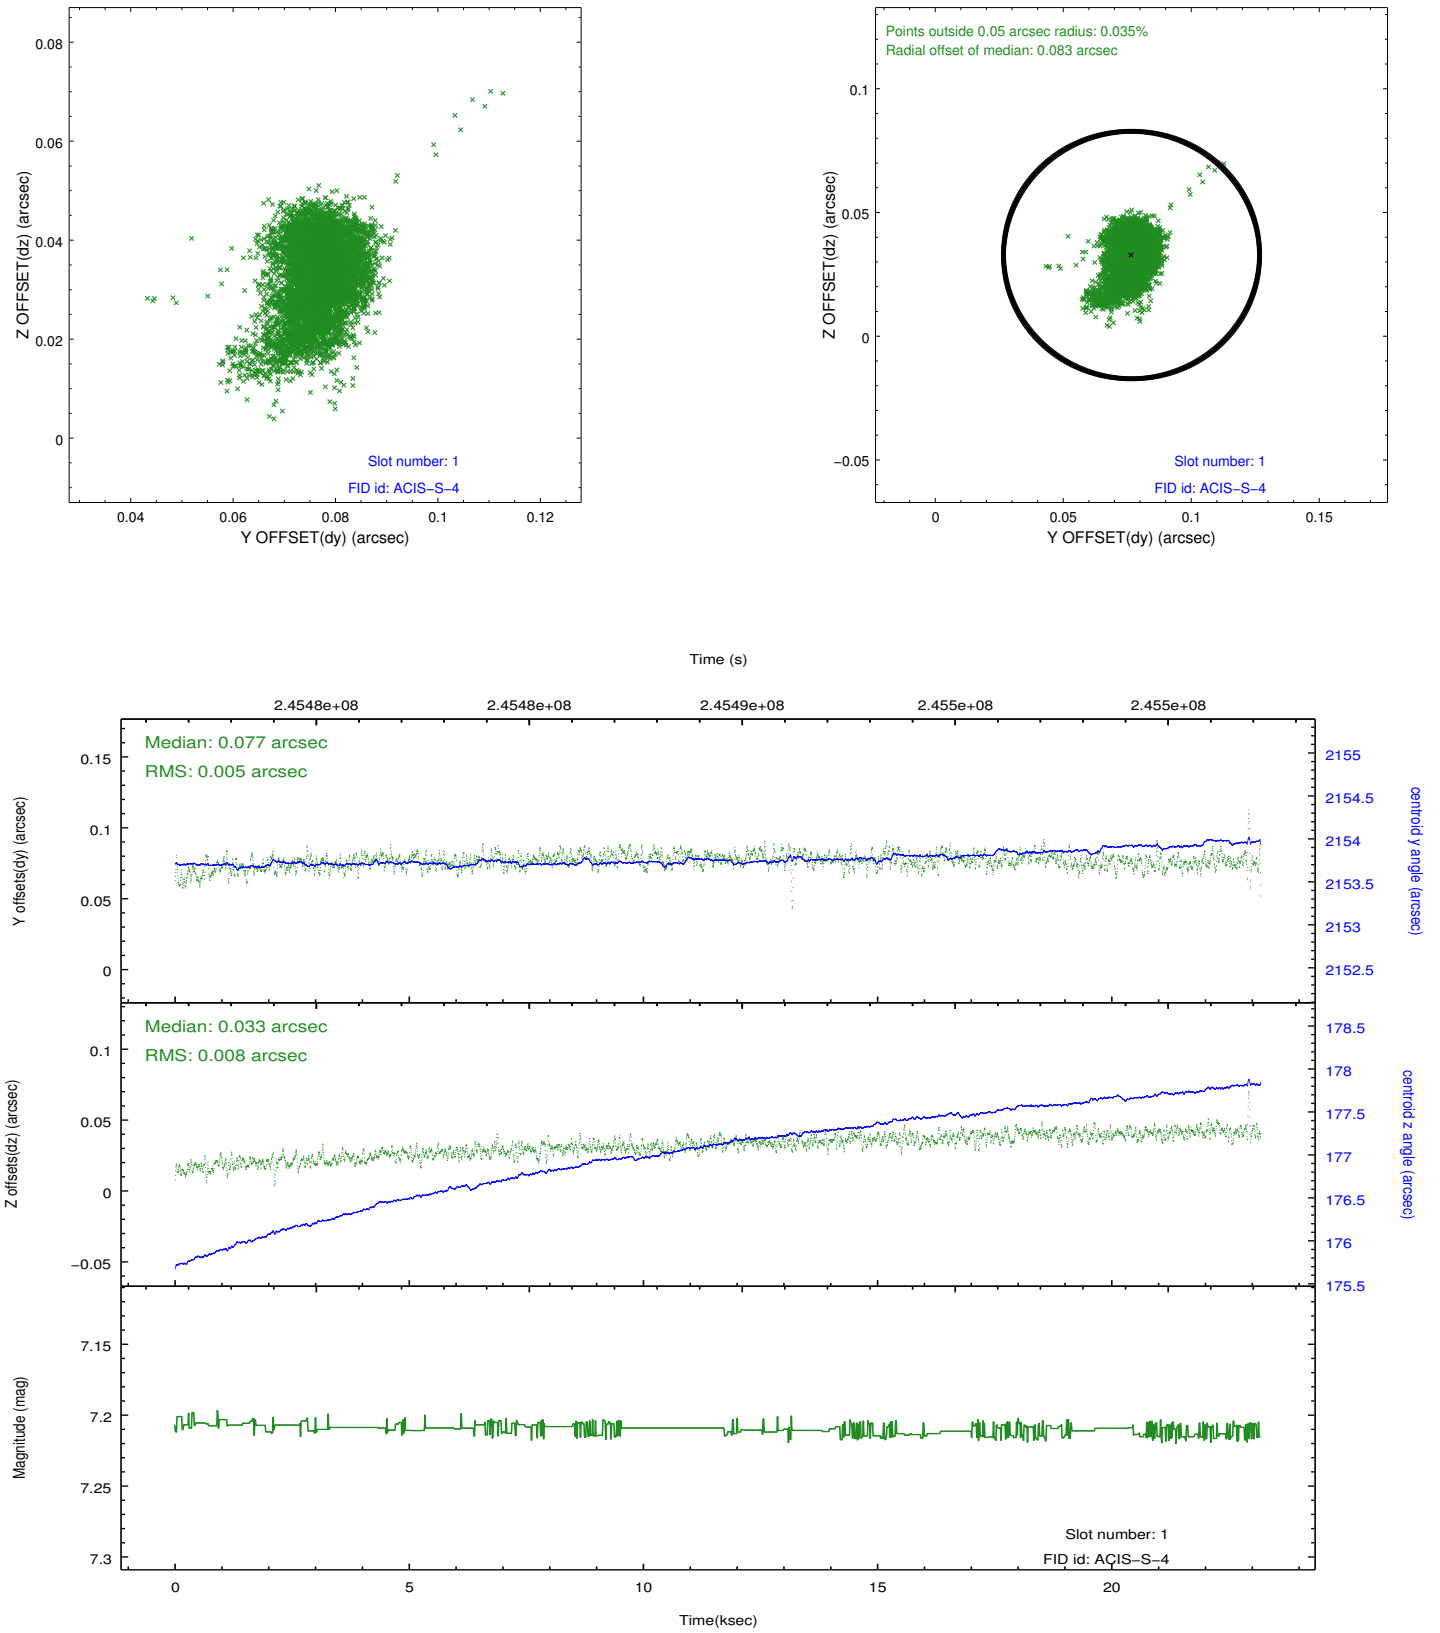 0.08
0.06
0.04
0.02
0
Z OFFSET(dz) (arcsec)
Slot number: 1
FID id: ACIS−S−4
0.04 0.06 0.08 0.1 0.12
Y OFFSET(dy) (arcsec)
Points outside 0.05 arcsec radius: 0.035%
Radial offset of median: 0.083 arcsec
0.1
0.05
0
−0.05
Z OFFSET(dz) (arcsec)
Slot number: 1
FID id: ACIS−S−4
0 0.05 0.1 0.15
Y OFFSET(dy) (arcsec)
Time (s)
2.4548e+08 2.4548e+08 2.4549e+08 2.455e+08 2.455e+08
Median: 0.077 arcsec
RMS: 0.005 arcsec
0.15
0.1
0.05
0
Y offsets(dy) (arcsec)
2155
2154.5
2154
2153.5
2153
2152.5
centroid y angle (arcsec)
Median: 0.033 arcsec
RMS: 0.008 arcsec
0.1
0.05
0
−0.05
Z offsets(dz) (arcsec)
178.5
178
177.5
177
176.5
176
175.5
centroid z angle (arcsec)
7.15
7.2
7.25
7.3
Magnitude (mag)
Slot number: 1
FID id: ACIS−S−4
0 5 10 15 20
Time(ksec)